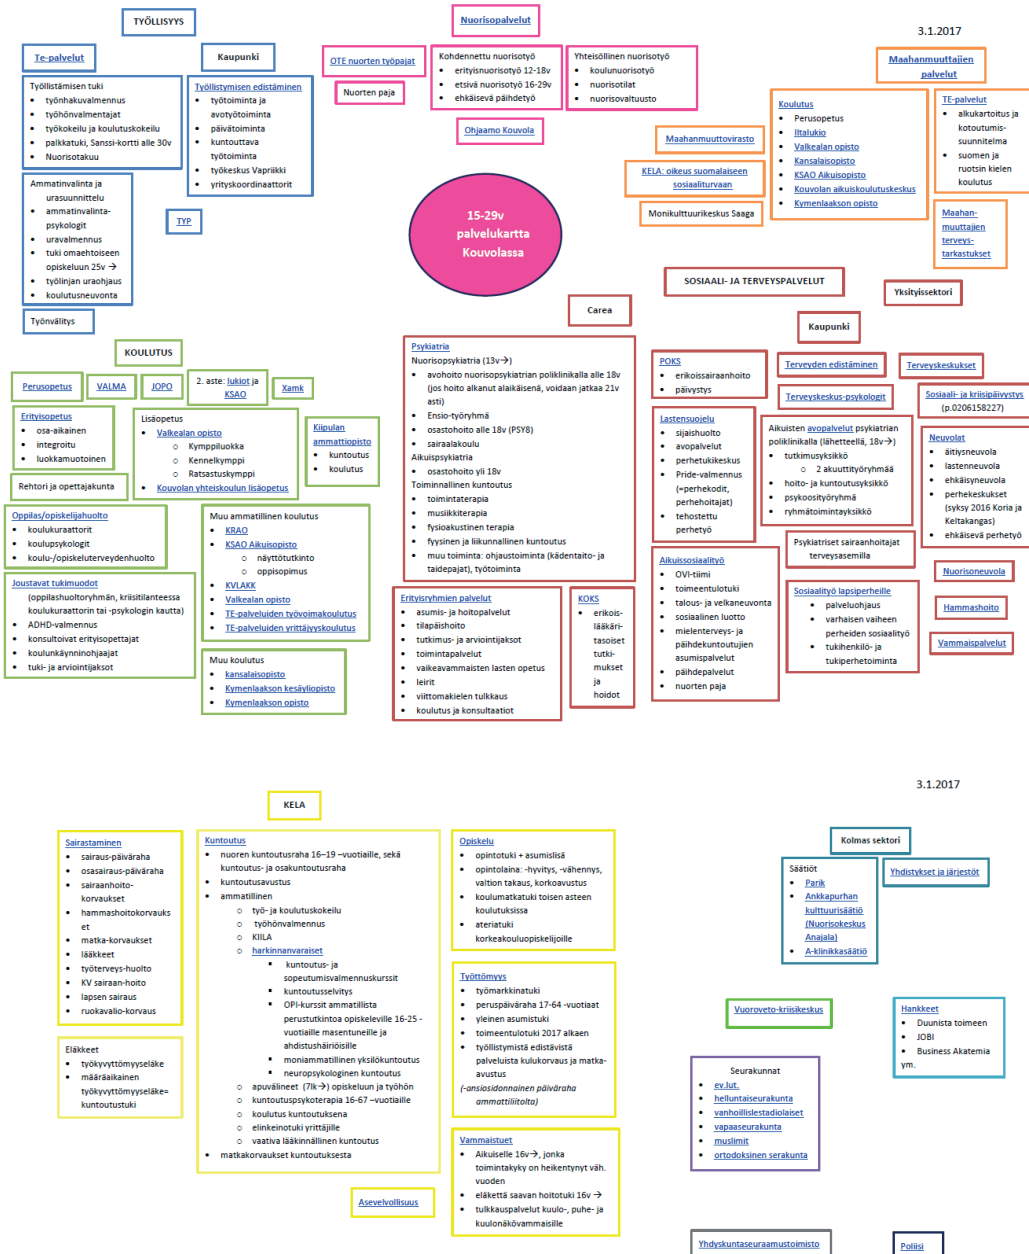 TYÖLLISYYS
Te-palvelut
Kaupunki
Työllistämisen tuki
• työnhakuvalmennus
• työhönvalmentajat
• työkokeilu ja koulutuskokeilu
• palkkatuki, Sanssi-kortti alle 30v
• Nuorisotakuu
Ammatinvalinta ja
urasuunnittelu
• ammatinvalinta-
psykologit
• uravalmennus
• tuki omaehtoiseen
opiskeluun 25v →
• työlinjan uraohjaus
• koulutusneuvonta
Työnvälitys
Työllistymisen edistäminen
• työtoiminta ja
avotyötoiminta
• päivätoiminta
• kuntouttava
työtoiminta
• työkeskus Vapriikki
• yrityskoordinaattorit
TYP
Nuorisopalvelut
OTE nuorten työpajat
Nuorten paja
Kohdennettu nuorisotyö
• erityisnuorisotyö 12-18v
• etsivä nuorisotyö 16-29v
• ehkäisevä päihdetyö
Yhteisöllinen nuorisotyö
• koulunuorisotyö
• nuorisotilat
• nuorisovaltuusto
Ohjaamo Kouvola
15-29v
palvelukartta
Kouvolassa
3.1.2017
Maahanmuuttajien
palvelut
Maahanmuuttovirasto
KELA: oikeus suomalaiseen
sosiaaliturvaan
Monikulttuurikeskus Saaga
Koulutus
• Perusopetus
• Iltalukio
• Valkealan opisto
• Kansalaisopisto
• KSAO Aikuisopisto
• Kouvolan aikuiskoulutuskeskus
• Kymenlaakson opisto
TE-palvelut
• alkukartoitus ja
kotoutumis-
suunnitelma
• suomen ja
ruotsin kielen
koulutus
Maahan-
muuttajien
terveys-
tarkastukset
KOULUTUS
Perusopetus
VALMA
JOPO
2. aste: lukiot ja
KSAO
Xamk
Erityisopetus
• osa-aikainen
• integroitu
• luokkamuotoinen
Rehtori ja opettajakunta
Lisäopetus
• Valkealan opisto
o Kymppiluokka
o Kennelkymppi
o Ratsastuskymppi
• Kouvolan yhteiskoulun lisäopetus
Kiipulan
ammattiopisto
• kuntoutus
• koulutus
Oppilas/opiskelijahuolto
• koulukuraattorit
• koulupsykologit
• koulu-/opiskeluterveydenhuolto
Joustavat tukimuodot
(oppilashuoltoryhmän, kriisitilanteessa
koulukuraattorin tai -psykologin kautta)
• ADHD-valmennus
• konsultoivat erityisopettajat
• koulunkäynninohjaajat
• tuki- ja arviointijaksot
Muu ammatillinen koulutus
• KRAO
• KSAO Aikuisopisto
o näyttötutkinto
o oppisopimus
• KVLAKK
• Valkealan opisto
• TE-palveluiden työvoimakoulutus
• TE-palveluiden yrittäjyyskoulutus
Muu koulutus
• kansalaisopisto
• Kymenlaakson kesäyliopisto
• Kymenlaakson opisto
SOSIAALI- JA TERVEYSPALVELUT
Carea
Kaupunki
Yksityissektori
Psykiatria
Nuorisopsykiatria (13v→)
• avohoito nuorisopsykiatrian poliklinikalla alle 18v
(jos hoito alkanut alaikäisenä, voidaan jatkaa 21v
asti)
• Ensio-työryhmä
• osastohoito alle 18v (PSY8)
• sairaalakoulu
Aikuispsykiatria
• osastohoito yli 18v
Toiminnallinen kuntoutus
• toimintaterapia
• musiikkiterapia
• fysioakustinen terapia
• fyysinen ja liikunnallinen kuntoutus
• muu toiminta: ohjaustoiminta (kädentaito- ja
taidepajat), työtoiminta
Erityisryhmien palvelut
• asumis- ja hoitopalvelut
• tilapäishoito
• tutkimus- ja arviointijaksot
• toimintapalvelut
• vaikeavammaisten lasten opetus
• leirit
• viittomakielen tulkkaus
• koulutus ja konsultaatiot
KOKS
• erikois-
lääkäri-
tasoiset
tutki-
mukset
ja
hoidot
POKS
• erikoissairaanhoito
• päivystys
Lastensuojelu
• sijaishuolto
• avopalvelut
• perhetukikeskus
• Pride-valmennus
(=perhekodit,
perhehoitajat)
• tehostettu
perhetyö
Aikuissosiaalityö
• OVI-tiimi
• toimeentulotuki
• talous- ja velkaneuvonta
• sosiaalinen luotto
• mielenterveys- ja
päihdekuntoutujien
asumispalvelut
• päihdepalvelut
• nuorten paja
Terveyden edistäminen
Terveyskeskus-psykologit
Aikuisten avopalvelut psykiatrian
poliklinikalla (lähetteellä, 18v→)
• tutkimusyksikkö
o 2 akuuttityöryhmää
• hoito- ja kuntoutusyksikkö
• psykoosityöryhmä
• ryhmätoimintayksikkö
Psykiatriset sairaanhoitajat
terveysasemilla
Sosiaalityö lapsiperheille
• palveluohjaus
• varhaisen vaiheen
perheiden sosiaalityö
• tukihenkilö- ja
tukiperhetoiminta
Terveyskeskukset
Sosiaali- ja kriisipäivystys
(p.0206158227)
Neuvolat
• äitiysneuvola
• lastenneuvola
• ehkäisyneuvola
• perhekeskukset
(syksy 2016 Koria ja
Keltakangas)
• ehkäisevä perhetyö
Nuorisoneuvola
Hammashoito
Vammaispalvelut
3.1.2017
KELA
Sairastaminen
• sairaus-päiväraha
• osasairaus-päiväraha
• sairaanhoito-
korvaukset
• hammashoitokorvauks
et
• matka-korvaukset
• lääkkeet
• työterveys-huolto
• KV sairaan-hoito
• lapsen sairaus
• ruokavalio-korvaus
Eläkkeet
• työkyvyttömyyseläke
• määräaikainen
työkyvyttömyyseläke=
kuntoutustuki
Kuntoutus
• nuoren kuntoutusraha 16–19 –vuotiaille, sekä
kuntoutus- ja osakuntoutusraha
• kuntoutusavustus
• ammatillinen
o työ- ja koulutuskokeilu
o työhönvalmennus
o KIILA
o harkinnanvaraiset
▪ kuntoutus- ja
sopeutumisvalmennuskurssit
▪ kuntoutusselvitys
▪ OPI-kurssit ammatillista
perustutkintoa opiskeleville 16-25 -
vuotiaille masentuneille ja
ahdistushäiriöisille
▪ moniammatillinen yksilökuntoutus
▪ neuropsykologinen kuntoutus
o apuvälineet (7lk→) opiskeluun ja työhön
o kuntoutuspsykoterapia 16-67 –vuotiaille
o koulutus kuntoutuksena
o elinkeinotuki yrittäjille
o vaativa lääkinnällinen kuntoutus
• matkakorvaukset kuntoutuksesta
Asevelvollisuus
Opiskelu
• opintotuki + asumislisä
• opintolaina: -hyvitys, -vähennys,
valtion takaus, korkoavustus
• koulumatkatuki toisen asteen
koulutuksissa
• ateriatuki
korkeakouluopiskelijoille
Työttömyys
• työmarkkinatuki
• peruspäiväraha 17-64 -vuotiaat
• yleinen asumistuki
• toimeentulotuki 2017 alkaen
• työllistymistä edistävistä
palveluista kulukorvaus ja matka-
avustus
(-ansiosidonnainen päiväraha
ammattiliitolta)
Vammaistuet
• Aikuiselle 16v→, jonka
toimintakyky on heikentynyt väh.
vuoden
• eläkettä saavan hoitotuki 16v →
• tulkkauspalvelut kuulo-, puhe- ja
kuulonäkövammaisille
Kolmas sektori
Säätiöt
• Parik
• Ankkapurhan
kulttuurisäätiö
(Nuorisokeskus
Anajala)
• A-klinikkasäätiö
Yhdistykset ja järjestöt
Vuoroveto-kriisikeskus
Hankkeet
• Duunista toimeen
• JOBI
• Business Akatemia
ym.
Seurakunnat
• ev.lut.
• helluntaiseurakunta
• vanhoillislestadiolaiset
• vapaaseurakunta
• muslimit
• ortodoksinen serakunta
Yhdyskuntaseuraamustoimisto
Poliisi